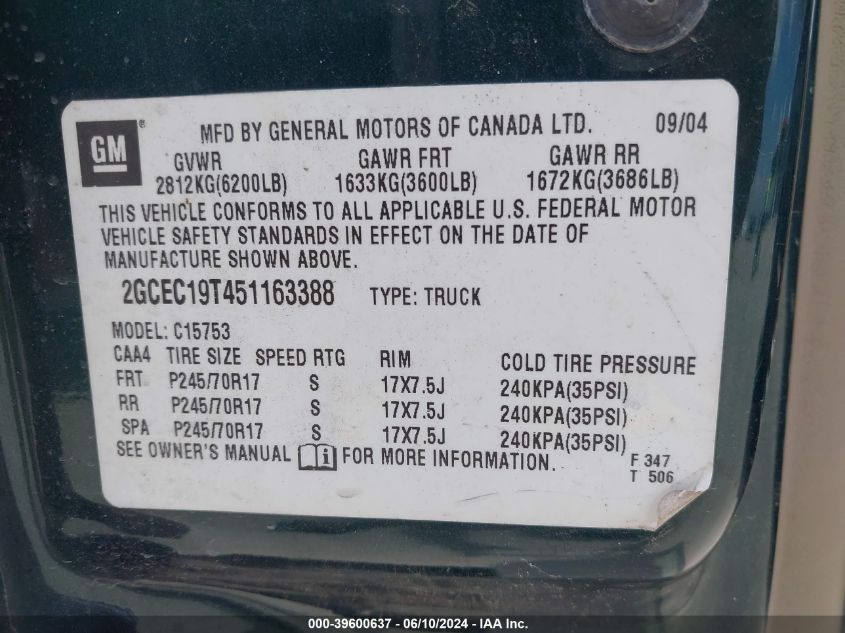 GM ® MFD BY GENERAL MOTORS OF CANADA LTD. 09/04
GVWR GAWR FRT GAWR RR
2812KG(6200LB) 1633KG(3600LB) 1672KG(3686LB)
THIS VEHICLE CONFORMS TO ALL APPLICABLE U.S. FEDERAL MOTOR
VEHICLE SAFETY STANDARDS IN EFFECT ON THE DATE OF
MANUFACTURE SHOWN ABOVE.
2GCEC19T451163388 TYPE: TRUCK
MODEL: C15753
CAA4 TIRE SIZE SPEED RTG RIM COLD TIRE PRESSURE
FRT P245/70R17 S 17X7.5J 240KPA(35PSI)
RR P245/70R17 S 17X7.5J 240KPA(35PSI)
SPA P245/70R17 S 17X7.5J 240KPA(35PSI)
SEE OWNER'S MANUAL i FOR MORE INFORMATION.
F 347
T 506
000-39600637 - 06/10/2024 - IAA Inc.